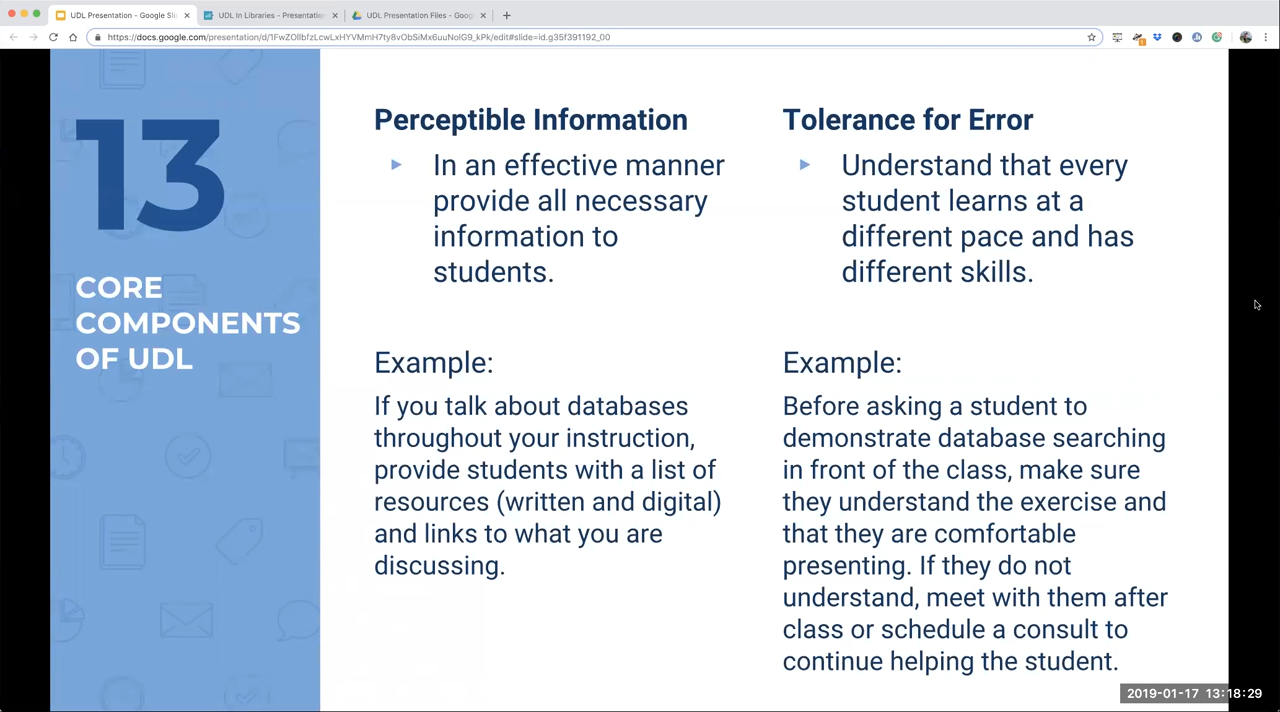 UDL Presentation - Google Sli
UDL In Libraries - Presentation
UDL Presentation Files - Goog
https://docs.google.com/presentation/d/1FwZOIlbfzLcwLxHYVMmH7ty8vObSiMx6uuNolG9_kPk/edit#slide=id.g35f391192_00
13
CORE
COMPONENTS
OF UDL
Perceptible Information
In an effective manner
provide all necessary
information to
students.
Example:
If you talk about databases
throughout your instruction,
provide students with a list of
resources (written and digital)
and links to what you are
discussing.
Tolerance for Error
Understand that every
student learns at a
different pace and has
different skills.
Example:
Before asking a student to
demonstrate database searching
in front of the class, make sure
they understand the exercise and
that they are comfortable
presenting. If they do not
understand, meet with them after
class or schedule a consult to
continue helping the student.
2019-01-17 13:18:29